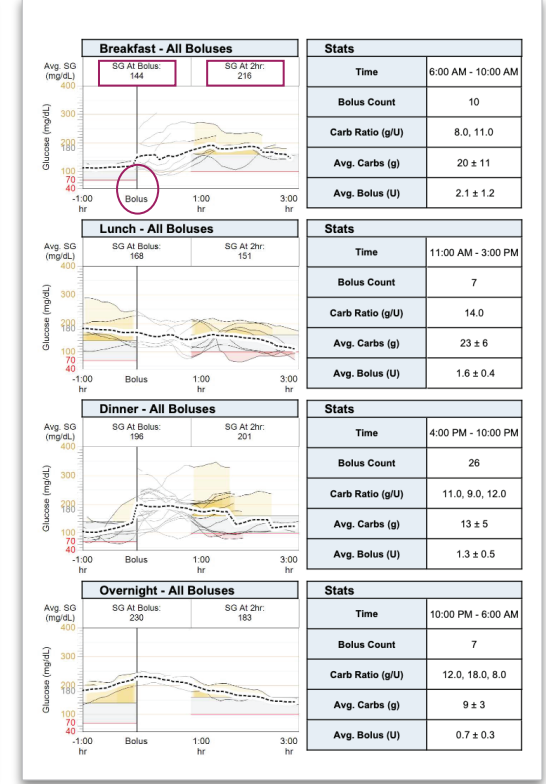 Breakfast - All Boluses
Avg. SG
(mg/dL)
SG At Bolus:
144
SG At 2hr:
216
Glucose (mg/dL)
400
300
200
180
100
70
40
-1:00
hr
Bolus
1:00
hr
3:00
hr
Stats
Time 6:00 AM - 10:00 AM
Bolus Count 10
Carb Ratio (g/U) 8.0, 11.0
Avg. Carbs (g) 20 ± 11
Avg. Bolus (U) 2.1 ± 1.2
Lunch - All Boluses
Avg. SG
(mg/dL)
SG At Bolus:
168
SG At 2hr:
151
Glucose (mg/dL)
400
300
200
180
100
70
40
-1:00
hr
Bolus
1:00
hr
3:00
hr
Stats
Time 11:00 AM - 3:00 PM
Bolus Count 7
Carb Ratio (g/U) 14.0
Avg. Carbs (g) 23 ± 6
Avg. Bolus (U) 1.6 ± 0.4
Dinner - All Boluses
Avg. SG
(mg/dL)
SG At Bolus:
196
SG At 2hr:
201
Glucose (mg/dL)
400
300
200
180
100
70
40
-1:00
hr
Bolus
1:00
hr
3:00
hr
Stats
Time 4:00 PM - 10:00 PM
Bolus Count 26
Carb Ratio (g/U) 11.0, 9.0, 12.0
Avg. Carbs (g) 13 ± 5
Avg. Bolus (U) 1.3 ± 0.5
Overnight - All Boluses
Avg. SG
(mg/dL)
SG At Bolus:
230
SG At 2hr:
183
Glucose (mg/dL)
400
300
200
180
100
70
40
-1:00
hr
Bolus
1:00
hr
3:00
hr
Stats
Time 10:00 PM - 6:00 AM
Bolus Count 7
Carb Ratio (g/U) 12.0, 18.0, 8.0
Avg. Carbs (g) 9 ± 3
Avg. Bolus (U) 0.7 ± 0.3